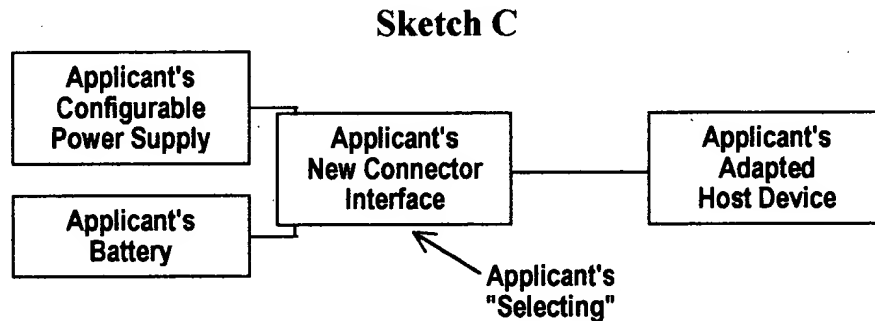 Sketch C
Applicant's
Configurable
Power Supply
Applicant's
New Connector
Interface
Applicant's
Adapted
Host Device
Applicant's
Battery
Applicant's
"Selecting"